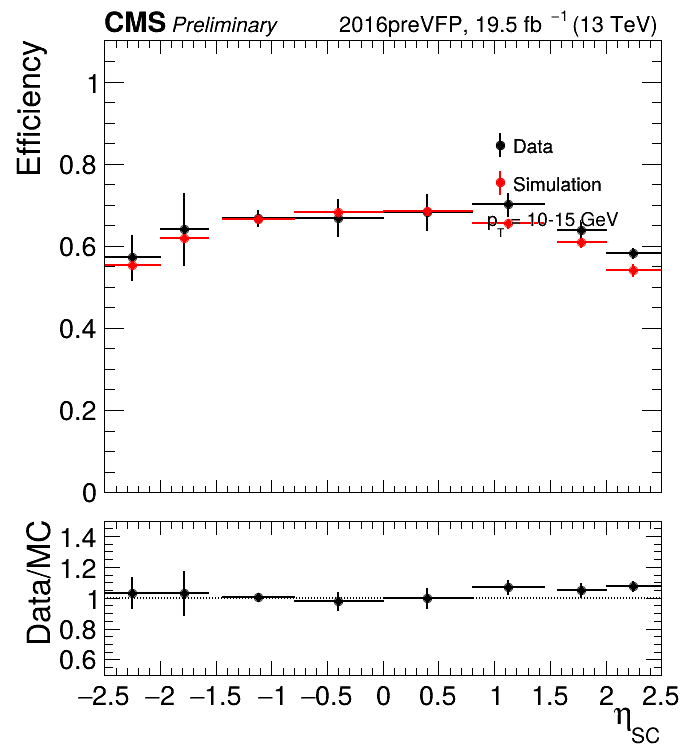 CMS Preliminary 2016preVFP, 19.5 fb⁻¹ (13 TeV)
Efficiency
1
0.8
0.6
0.4
0.2
0
Data
Simulation
p_T = 10-15 GeV
Data/MC
1.4
1.2
1
0.8
0.6
−2.5 −2 −1.5 −1 −0.5 0 0.5 1 1.5 2 2.5
η_SC